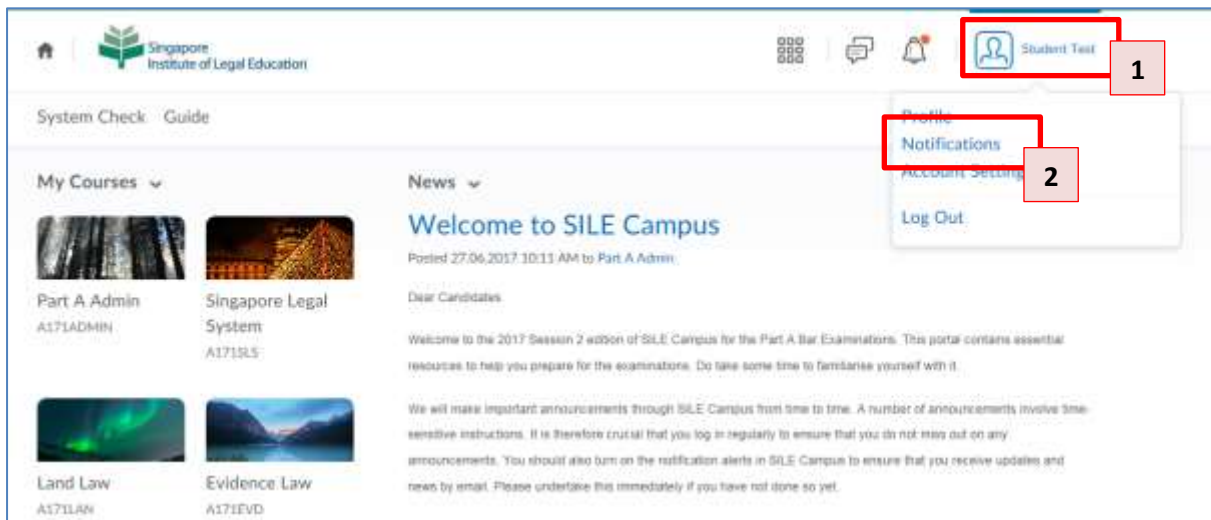 Singapore
Institute of Legal Education
Student Test
1
System Check Guide
Profile
Notifications
2
Account Setting
Log Out
My Courses
Part A Admin
A171ADMIN
Singapore Legal
System
A171SLS
Land Law
A171LAN
Evidence Law
A171EVD
News
Welcome to SILE Campus
Posted 27.06.2017 10:11 AM to Part A Admin
Dear Candidates
Welcome to the 2017 Session 2 edition of SILE Campus for the Part A Bar Examinations. This portal contains essential
resources to help you prepare for the examinations. Do take some time to familiarise yourself with it.
We will make important announcements through SILE Campus from time to time. A number of announcements involve time-
sensitive instructions. It is therefore crucial that you log in regularly to ensure that you do not miss out on any
announcements. You should also turn on the notification alerts in SILE Campus to ensure that you receive updates and
news by email. Please undertake this immediately if you have not done so yet.